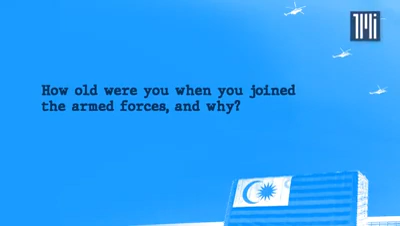 How old were you when you joined
the armed forces, and why?